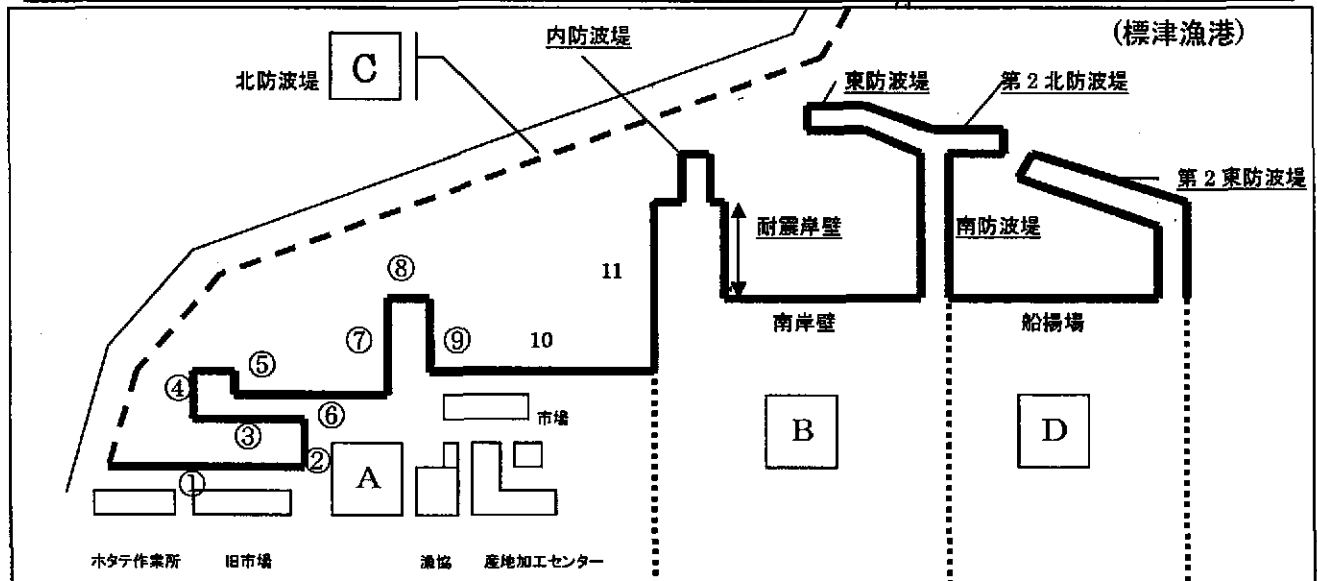 (標津漁港)
内防波堤
北防波堤 C
東防波堤
第2北防波堤
第2東防波堤
耐震岸壁
南防波堤
⑧
11
南岸壁
船揚場
⑦
⑨
10
⑤
④
⑥
市場
③
B
D
②
A
①
ホタテ作業所
旧市場
漁協
産地加工センター